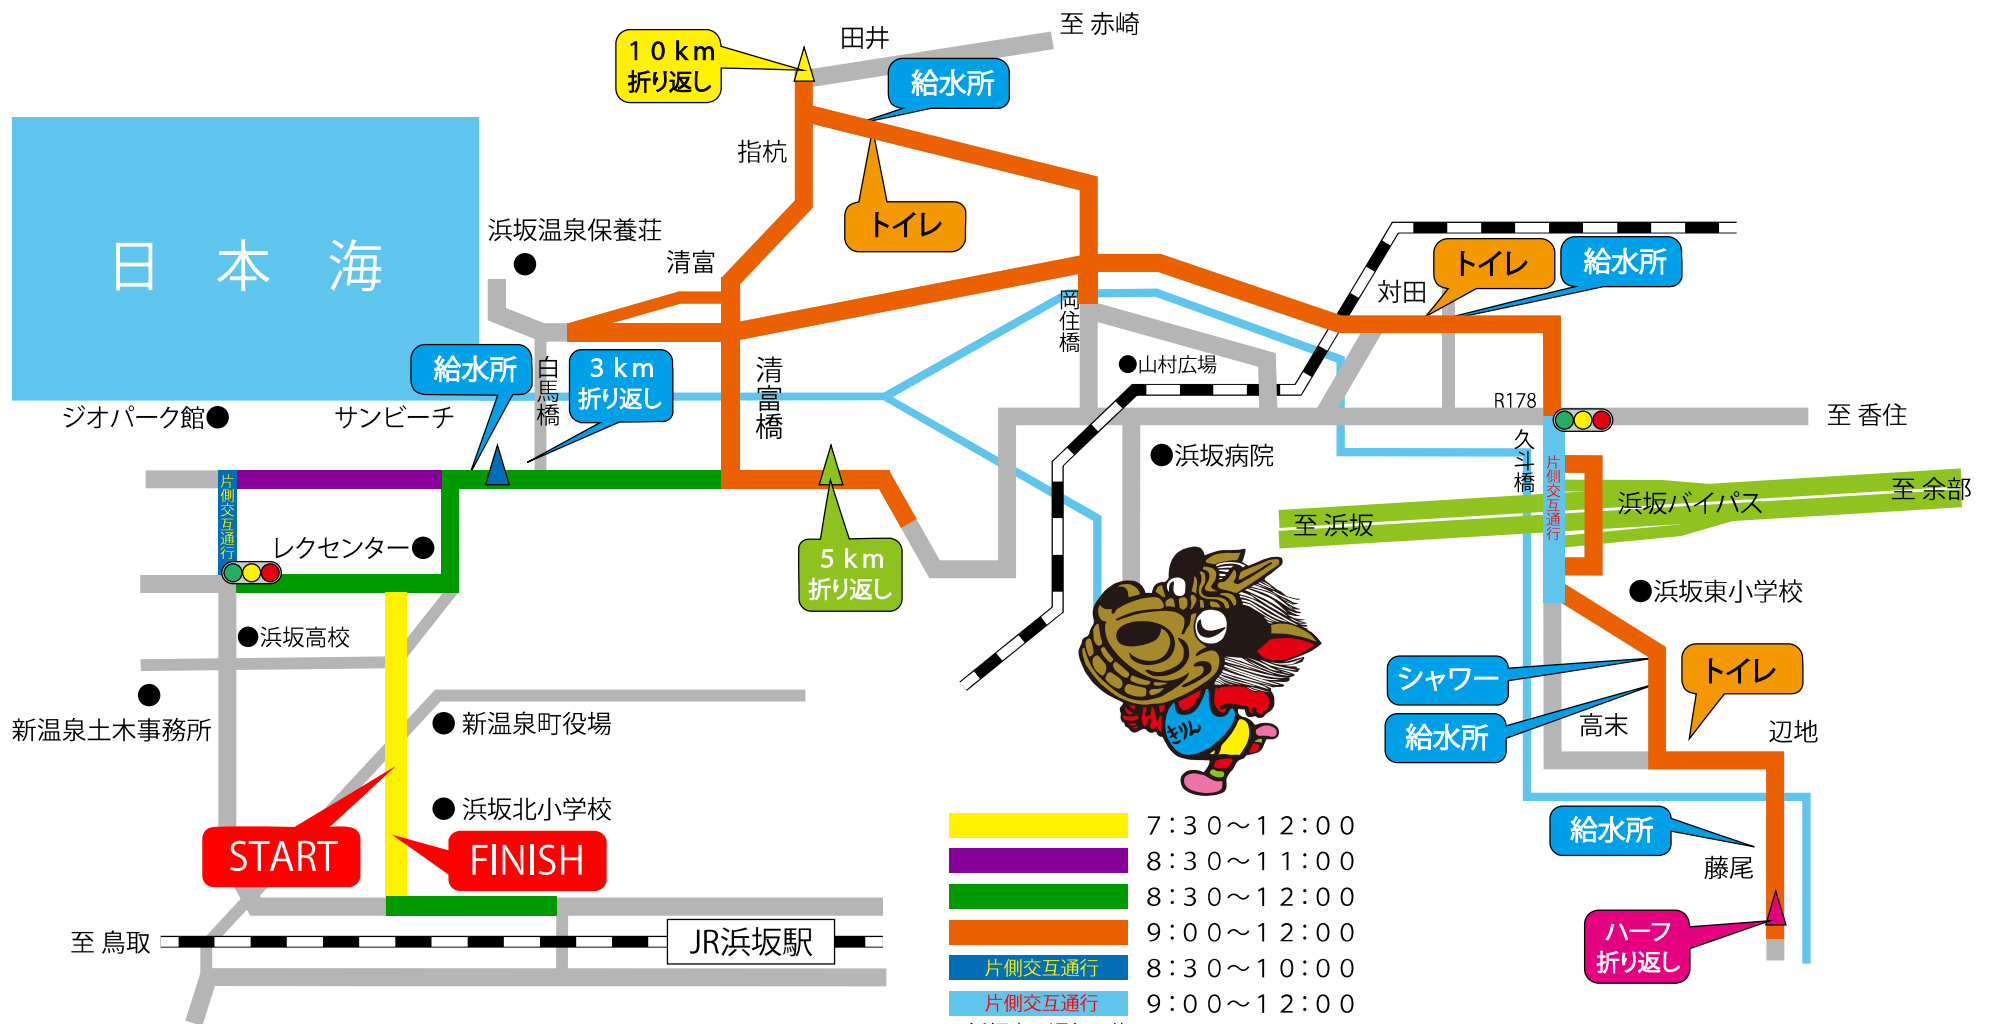 至 赤崎
田井
１０ｋｍ
折り返し
給水所
指杭
トイレ
日 本 海
浜坂温泉保養荘
清富
岡住橋
対田
トイレ
給水所
給水所
白馬橋
３ｋｍ
折り返し
清富橋
山村広場
R178
至 香住
ジオパーク館
サンビーチ
久斗橋
浜坂病院
片側交互通行
片側交互通行
至 浜坂
浜坂バイパス
至 余部
レクセンター
５ｋｍ
折り返し
浜坂東小学校
浜坂高校
シャワー
トイレ
給水所
高末
辺地
新温泉土木事務所
新温泉町役場
きりん
浜坂北小学校
START
FINISH
給水所
藤尾
ハーフ
折り返し
至 鳥取
JR浜坂駅
７：３０～１２：００
８：３０～１１：００
８：３０～１２：００
９：００～１２：００
片側交互通行 ８：３０～１０：００
片側交互通行 ９：００～１２：００